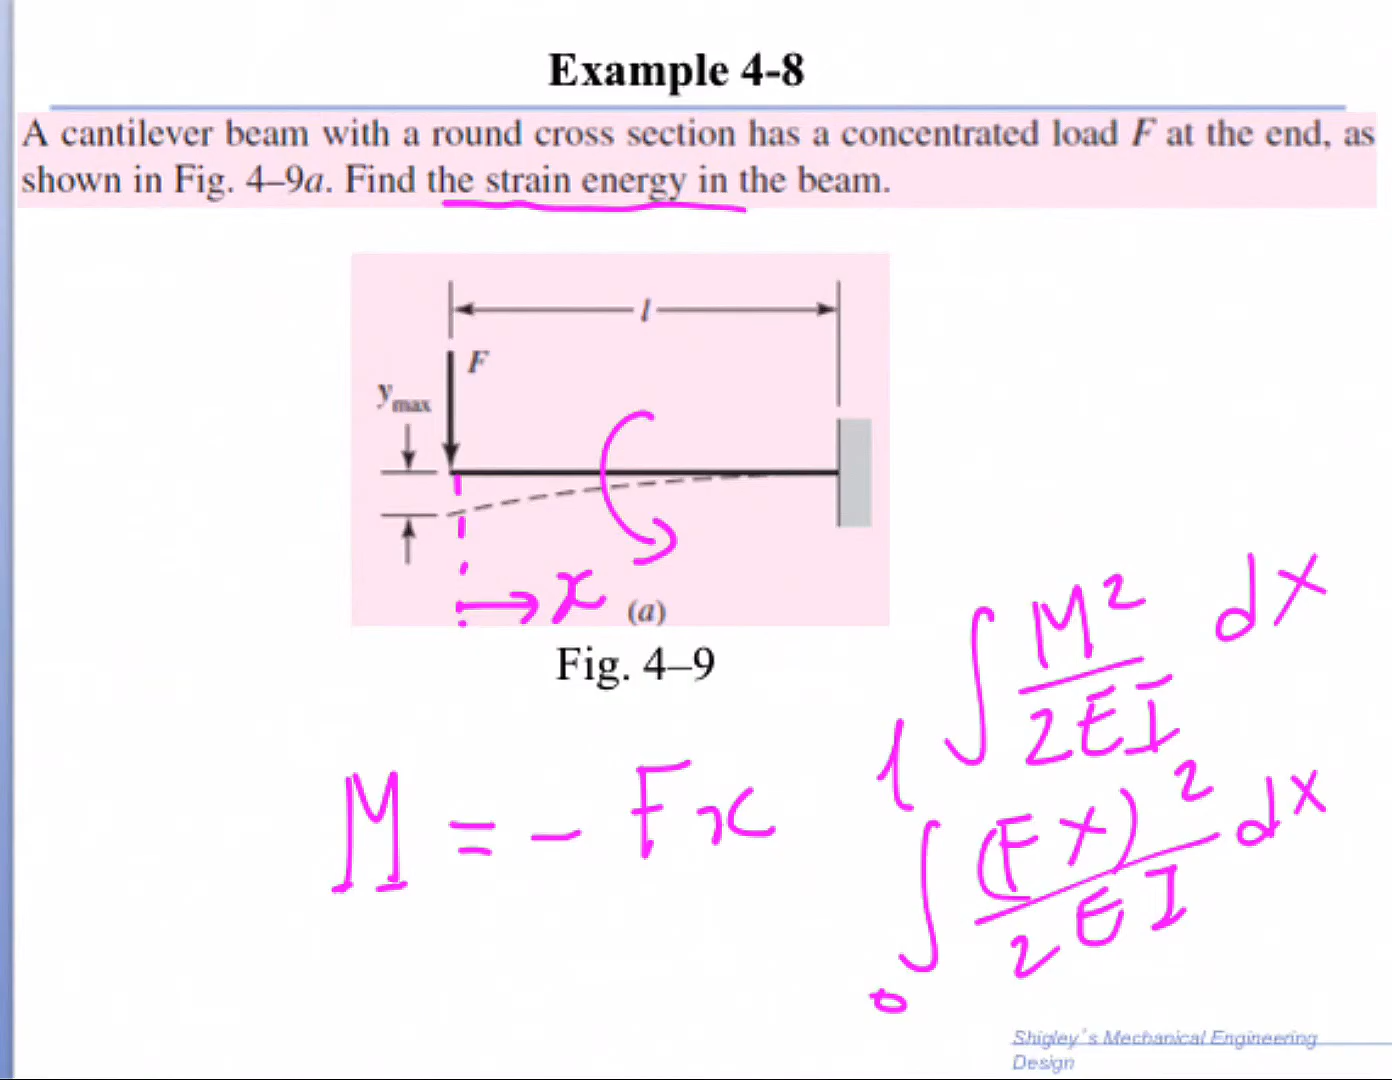 Example 4-8
A cantilever beam with a round cross section has a concentrated load F at the end, as
shown in Fig. 4–9a. Find the strain energy in the beam.
l
F
ymax
x
(a)
Fig. 4–9
∫ M² / 2EI dx
M = - Fx
∫₀ˡ (Fx)² / 2EI dx
Shigley's Mechanical Engineering
Design